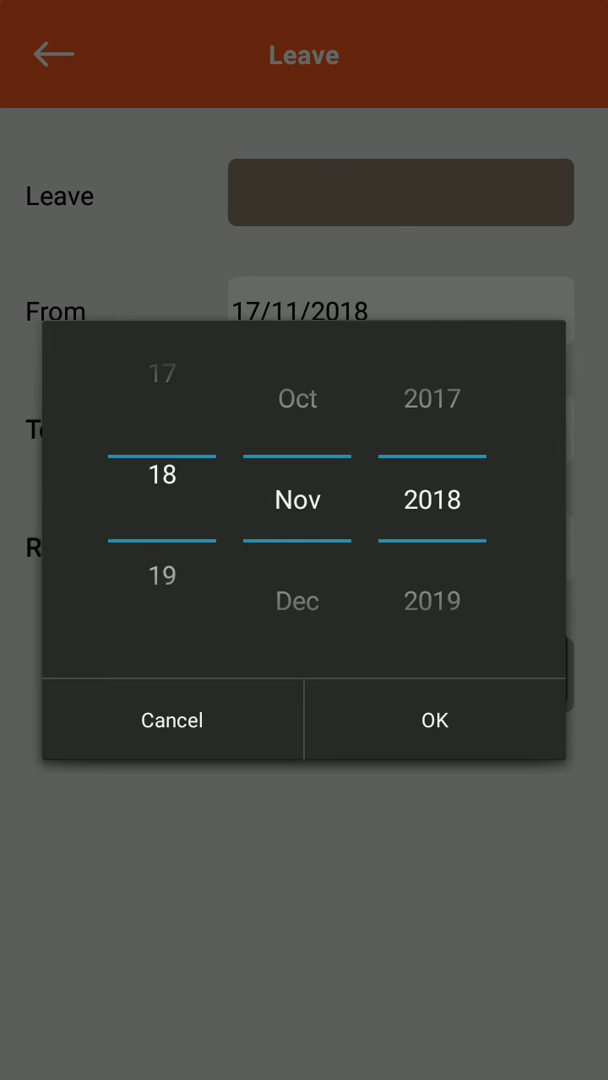 Leave
Leave
From 17/11/2018
17 Oct 2017
18 Nov 2018
19 Dec 2019
Cancel OK